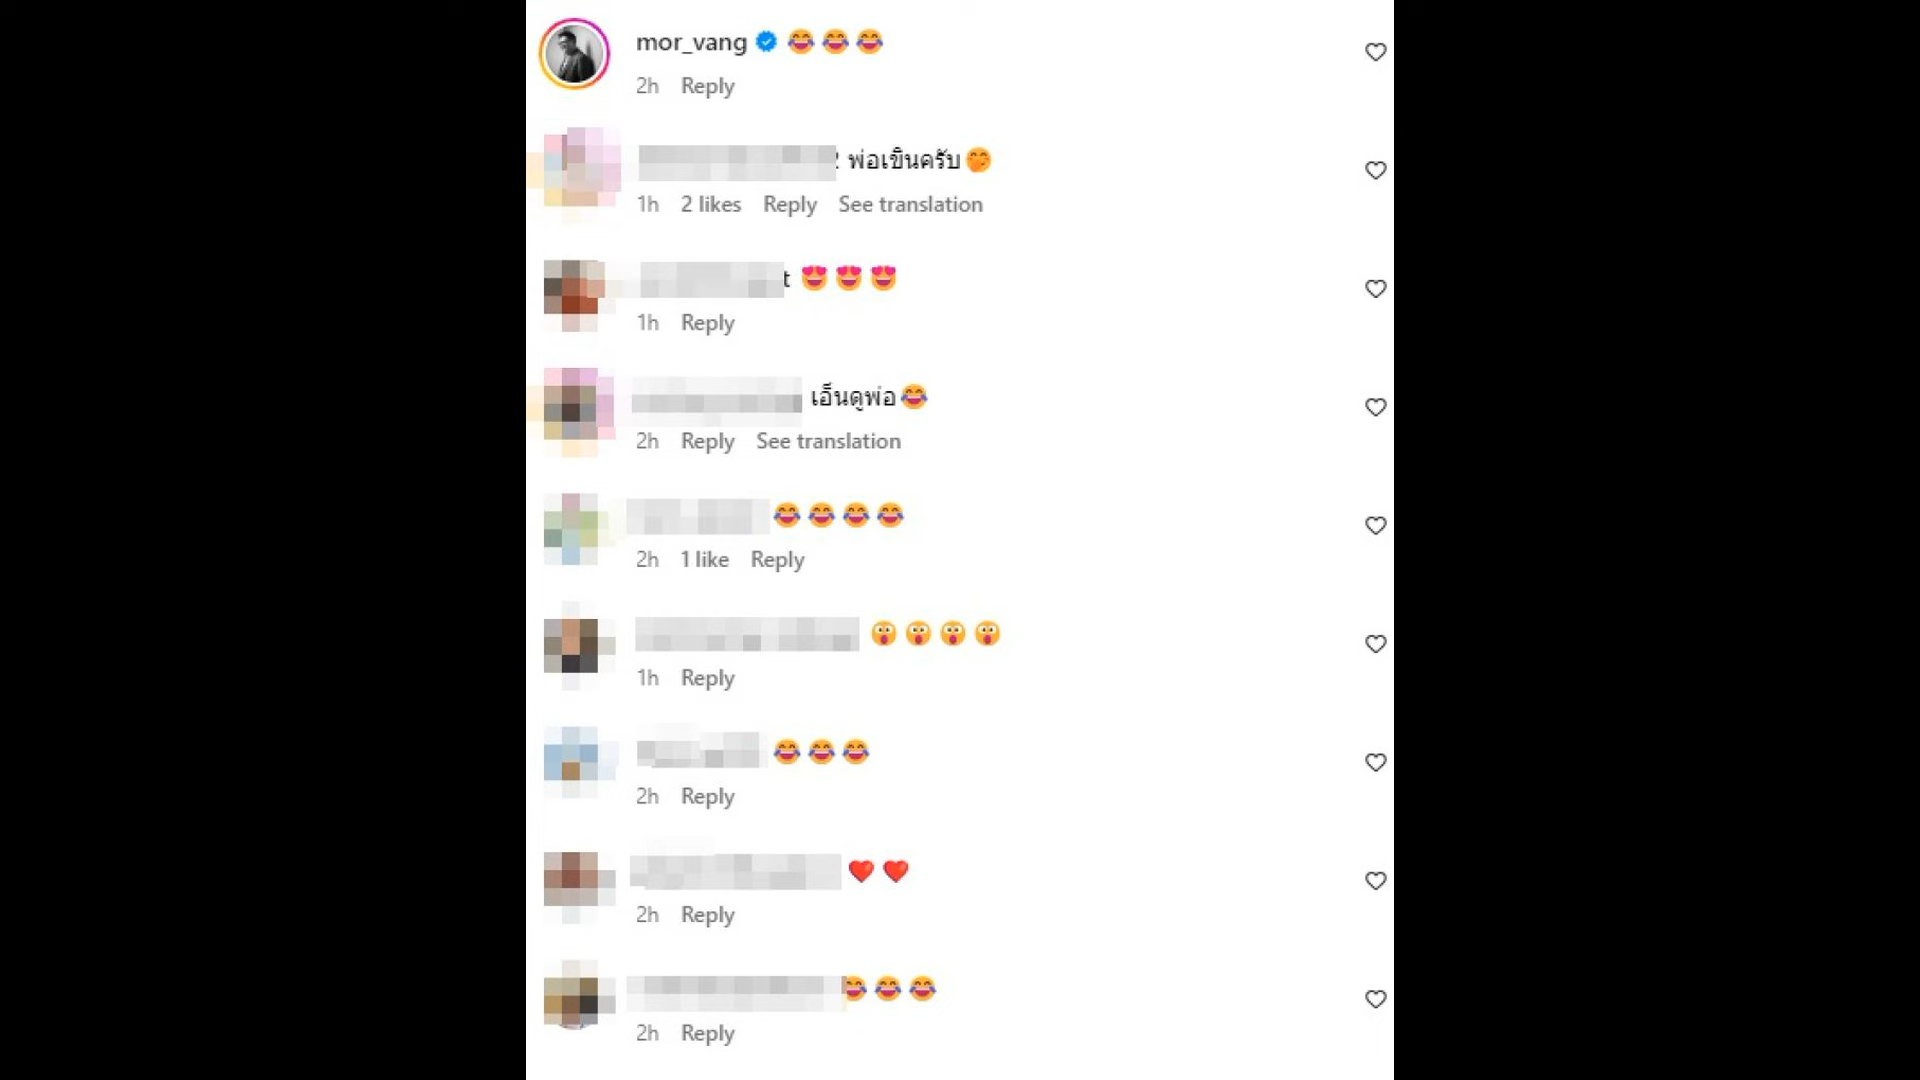 mor_vang 😂 😂 😂
2h Reply
พ่อเขินครับ🤭
1h 2 likes Reply See translation
t 😍 😍 😍
1h Reply
เอ็นดูพ่อ😂
2h Reply See translation
😂 😂 😂 😂
2h 1 like Reply
😲 😲 😲 😲
1h Reply
😂 😂 😂
2h Reply
❤️ ❤️
2h Reply
😂 😂 😂
2h Reply